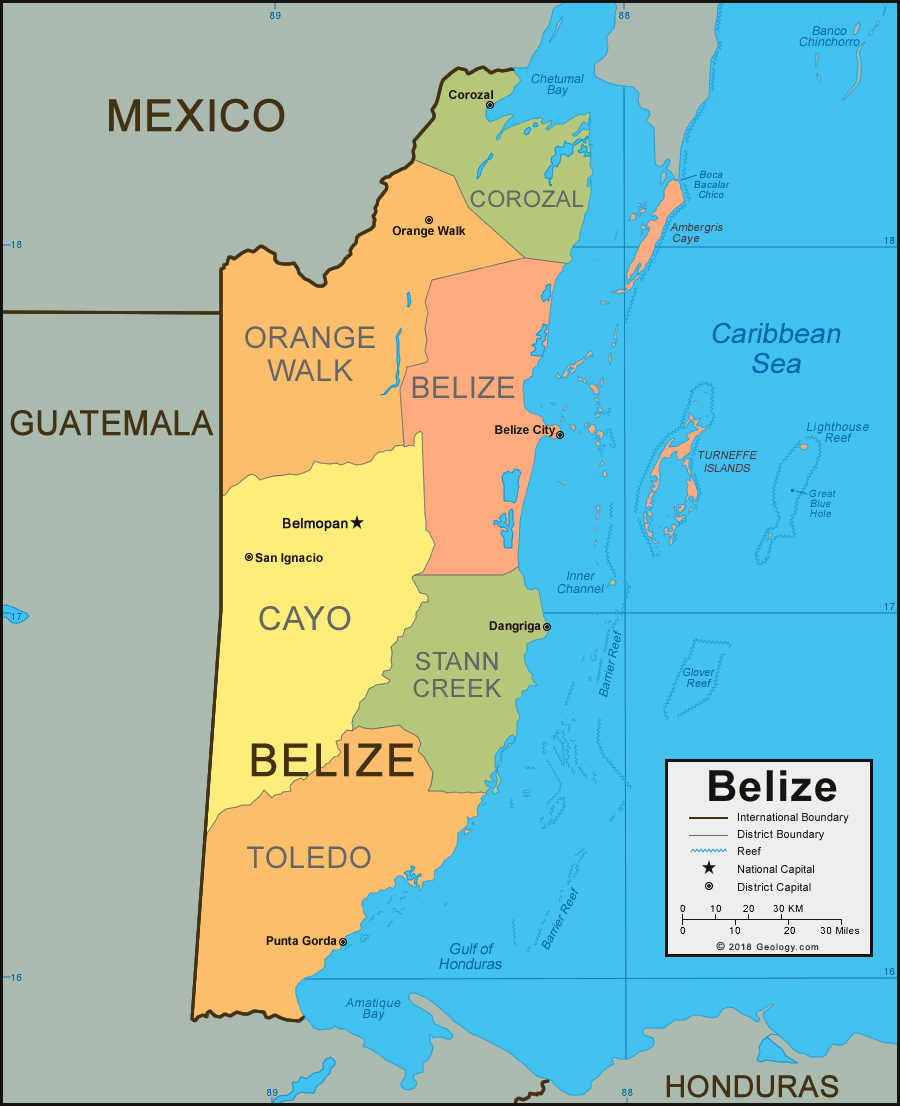 89
88
Banco
Chinchorro
Chetumal
Bay
MEXICO
Corozal
Boca
Bacalar
Chico
COROZAL
Orange Walk
Ambergris
Caye
18
18
ORANGE
WALK
Caribbean
Sea
BELIZE
GUATEMALA
Belize City
Lighthouse
Reef
TURNEFFE
ISLANDS
Great
Blue
Hole
Belmopan
San Ignacio
Inner
Channel
17
17
CAYO
Dangriga
Barrier Reef
STANN
CREEK
Glover
Reef
BELIZE
Belize
International Boundary
District Boundary
Reef
National Capital
District Capital
0 10 20 30 KM
0 10 20 30 Miles
© 2018 Geology.com
TOLEDO
Barrier Reef
Punta Gorda
Gulf of
Honduras
16
16
Amatique
Bay
HONDURAS
89
88